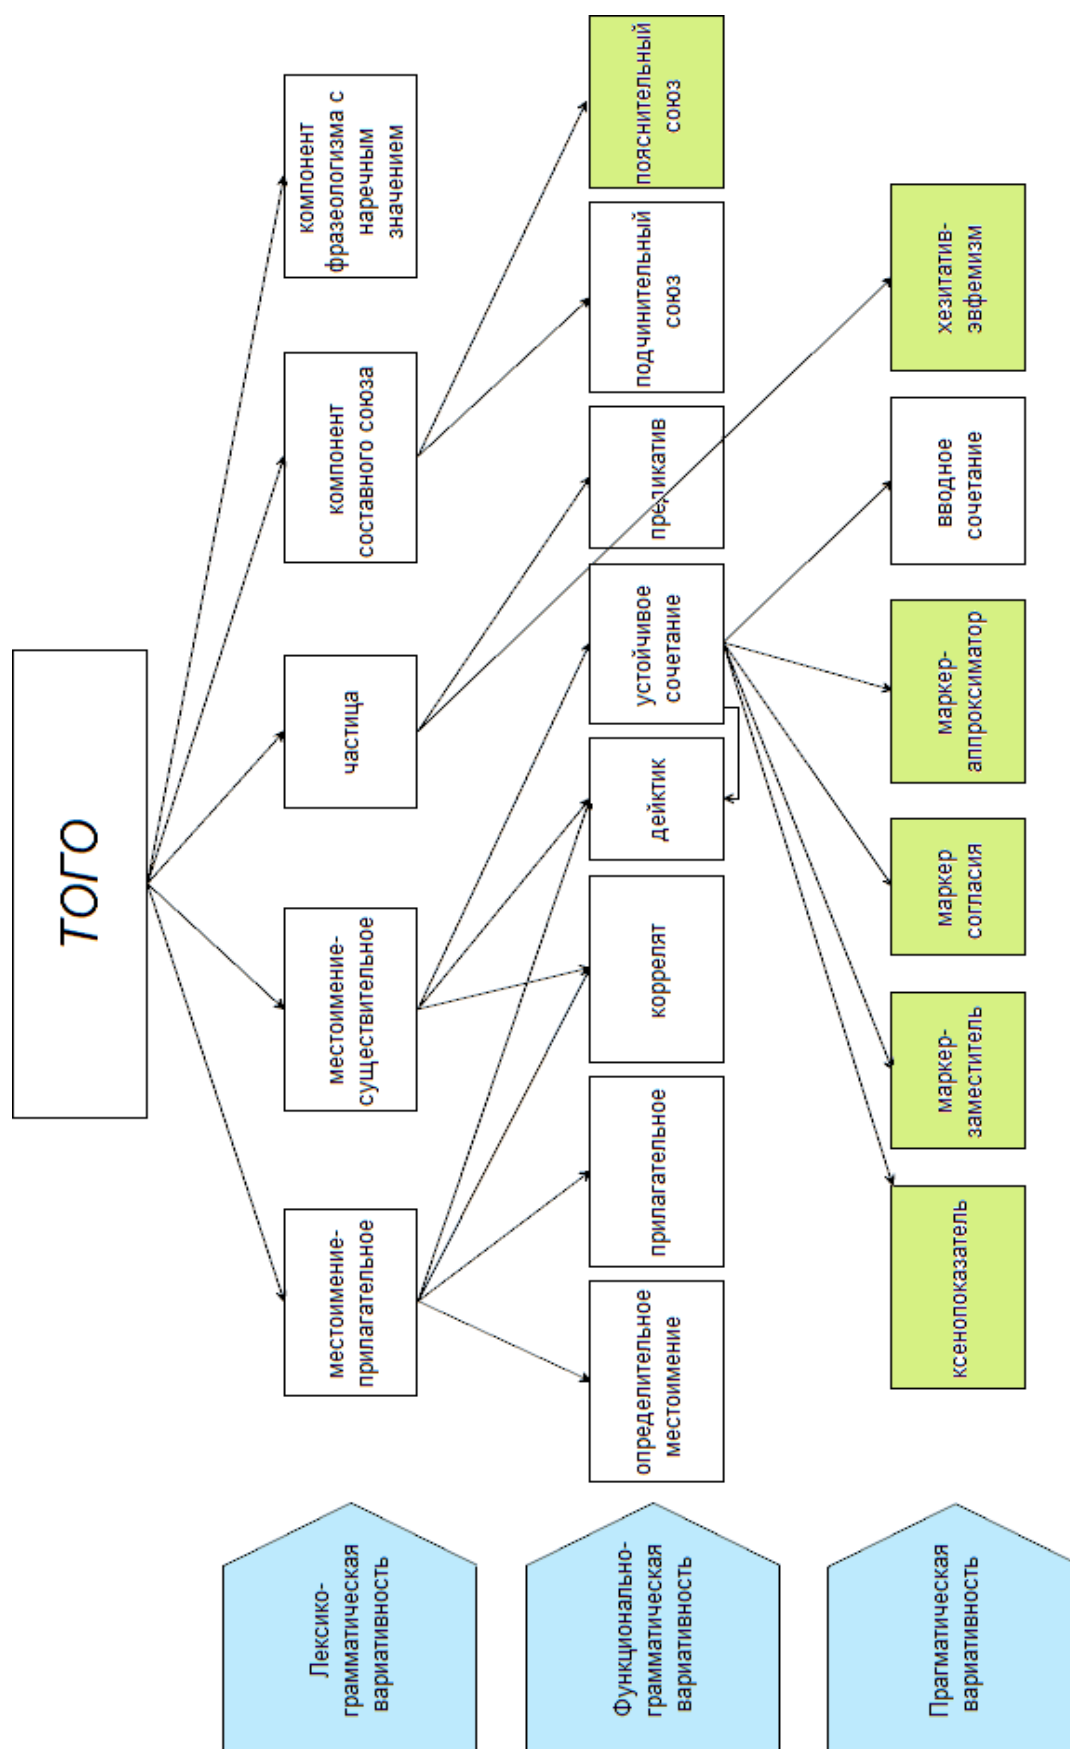 ТОГО
Лексико-
грамматическая
вариативность
местоимение-
прилагательное
местоимение-
существительное
частица
компонент
составного союза
компонент
фразеологизма с
наречным
значением
Функционально-
грамматическая
вариативность
определительное
местоимение
прилагательное
коррелят
дейктик
устойчивое
сочетание
предикатив
подчинительный
союз
пояснительный
союз
Прагматическая
вариативность
ксенопоказатель
маркер-
заместитель
маркер
согласия
маркер-
аппроксиматор
вводное
сочетание
хезитатив-
эвфемизм